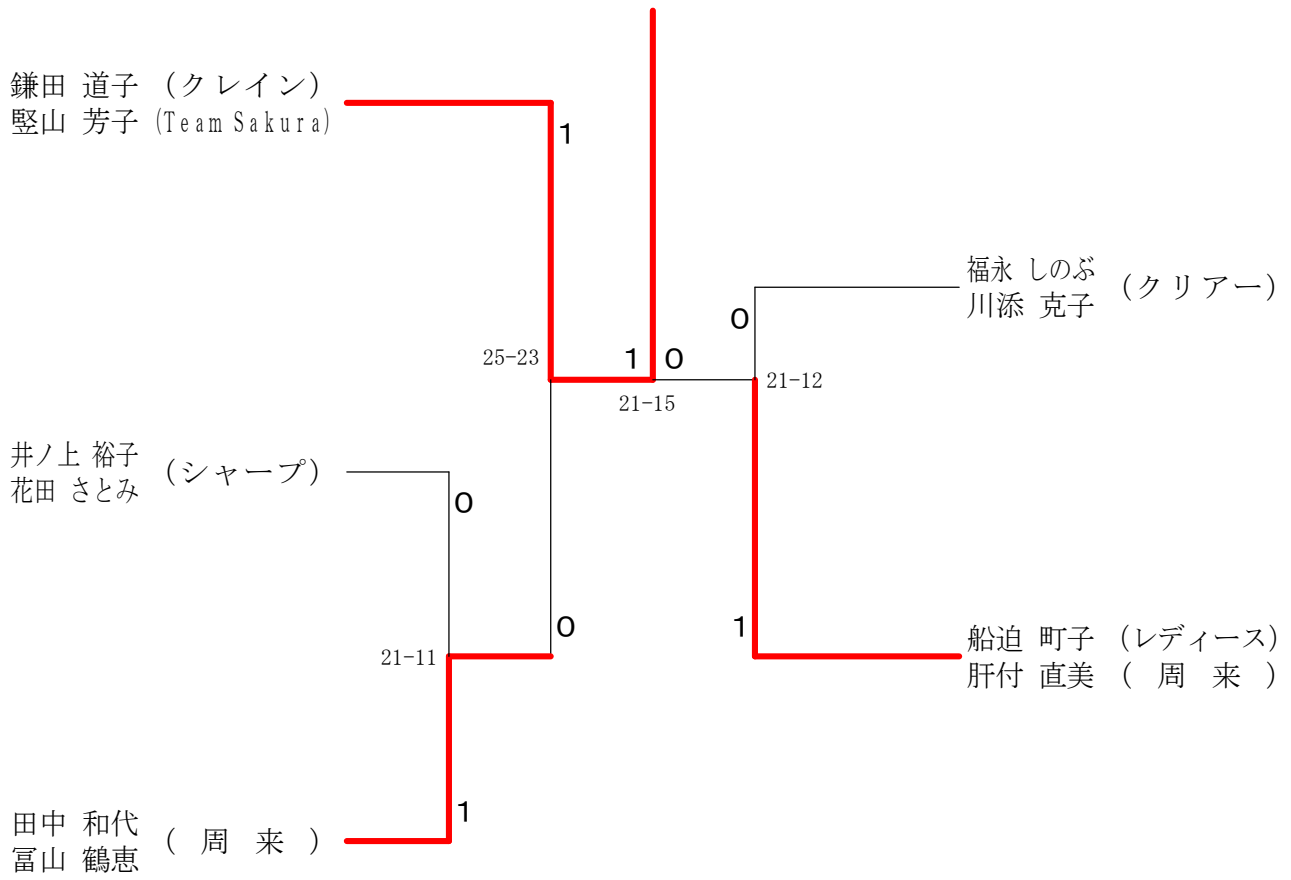 鎌田 道子 (クレイン)
竪山 芳子 (Team Sakura)
1
福永 しのぶ (クリアー)
川添 克子
0
25-23
1 0
21-12
21-15
井ノ上 裕子 (シャープ)
花田 さとみ
0
0
1
船迫 町子 (レディース)
肝付 直美 ( 周 来 )
21-11
1
田中 和代 ( 周 来 )
冨山 鶴恵